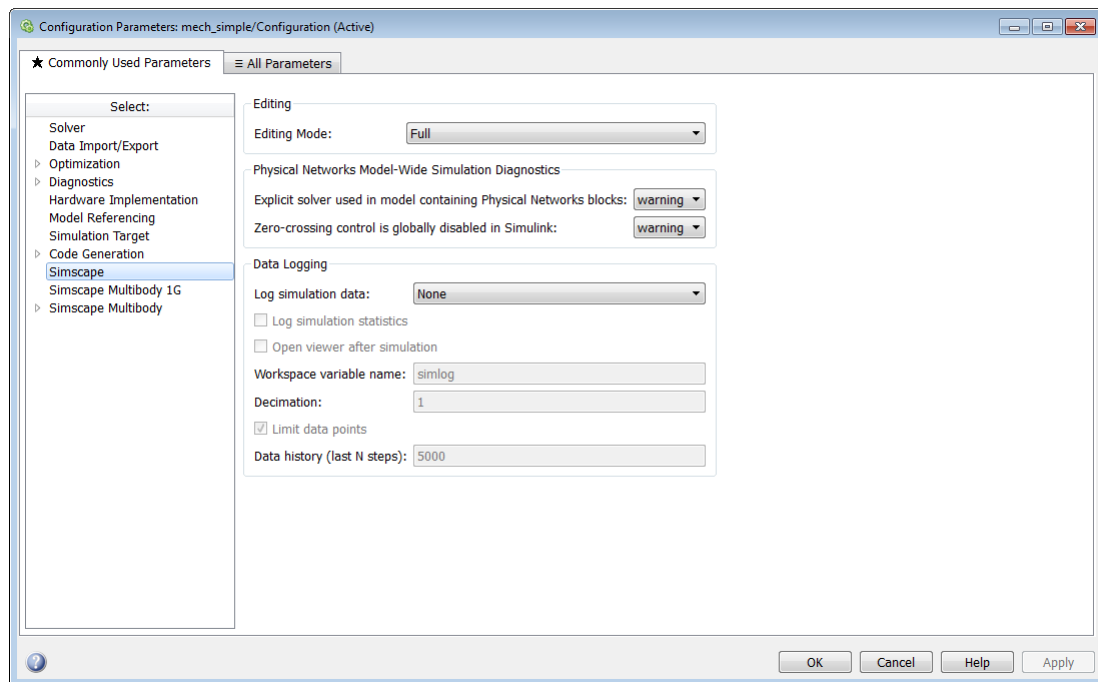 Configuration Parameters: mech_simple/Configuration (Active)
★ Commonly Used Parameters
≡ All Parameters
Select:
Solver
Data Import/Export
Optimization
Diagnostics
Hardware Implementation
Model Referencing
Simulation Target
Code Generation
Simscape
Simscape Multibody 1G
Simscape Multibody
Editing
Editing Mode: Full
Physical Networks Model-Wide Simulation Diagnostics
Explicit solver used in model containing Physical Networks blocks: warning
Zero-crossing control is globally disabled in Simulink: warning
Data Logging
Log simulation data: None
Log simulation statistics
Open viewer after simulation
Workspace variable name: simlog
Decimation: 1
Limit data points
Data history (last N steps): 5000
? OK Cancel Help Apply